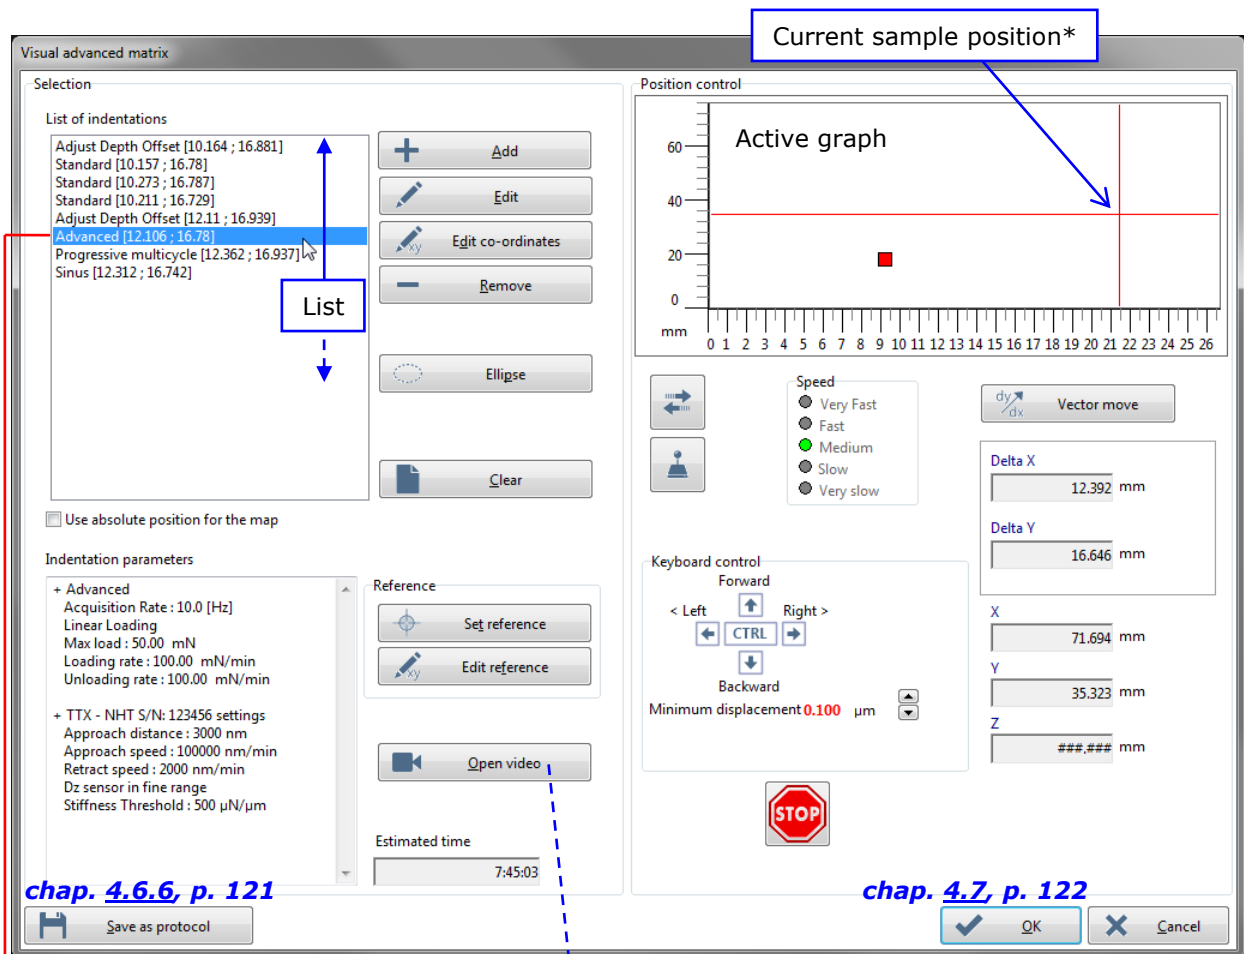 Current sample position*
Visual advanced matrix
Selection
List of indentations
Adjust Depth Offset [10.164 ; 16.881]
Standard [10.157 ; 16.78]
Standard [10.273 ; 16.787]
Standard [10.211 ; 16.729]
Adjust Depth Offset [12.11 ; 16.939]
Advanced [12.106 ; 16.78]
Progressive multicycle [12.362 ; 16.937]
Sinus [12.312 ; 16.742]
List
Add
Edit
xy
Edit co-ordinates
Remove
Ellipse
Clear
Use absolute position for the map
Indentation parameters
+ Advanced
Acquisition Rate : 10.0 [Hz]
Linear Loading
Max load : 50.00 mN
Loading rate : 100.00 mN/min
Unloading rate : 100.00 mN/min
+ TTX - NHT S/N: 123456 settings
Approach distance : 3000 nm
Approach speed : 100000 nm/min
Retract speed : 2000 nm/min
Dz sensor in fine range
Stiffness Threshold : 500 µN/µm
Reference
Set reference
xy
Edit reference
Open video
Estimated time
7:45:03
chap. 4.6.6, p. 121
Save as protocol
Position control
Active graph
60
40
20
0
mm
0 1 2 3 4 5 6 7 8 9 10 11 12 13 14 15 16 17 18 19 20 21 22 23 24 25 26
Speed
Very Fast
Fast
Medium
Slow
Very slow
dy/dx
Vector move
Delta X
12.392 mm
Delta Y
16.646 mm
X
71.694 mm
Y
35.323 mm
Z
###.### mm
Keyboard control
Forward
< Left Right >
CTRL
Backward
Minimum displacement 0.100 µm
STOP
chap. 4.7, p. 122
OK
Cancel